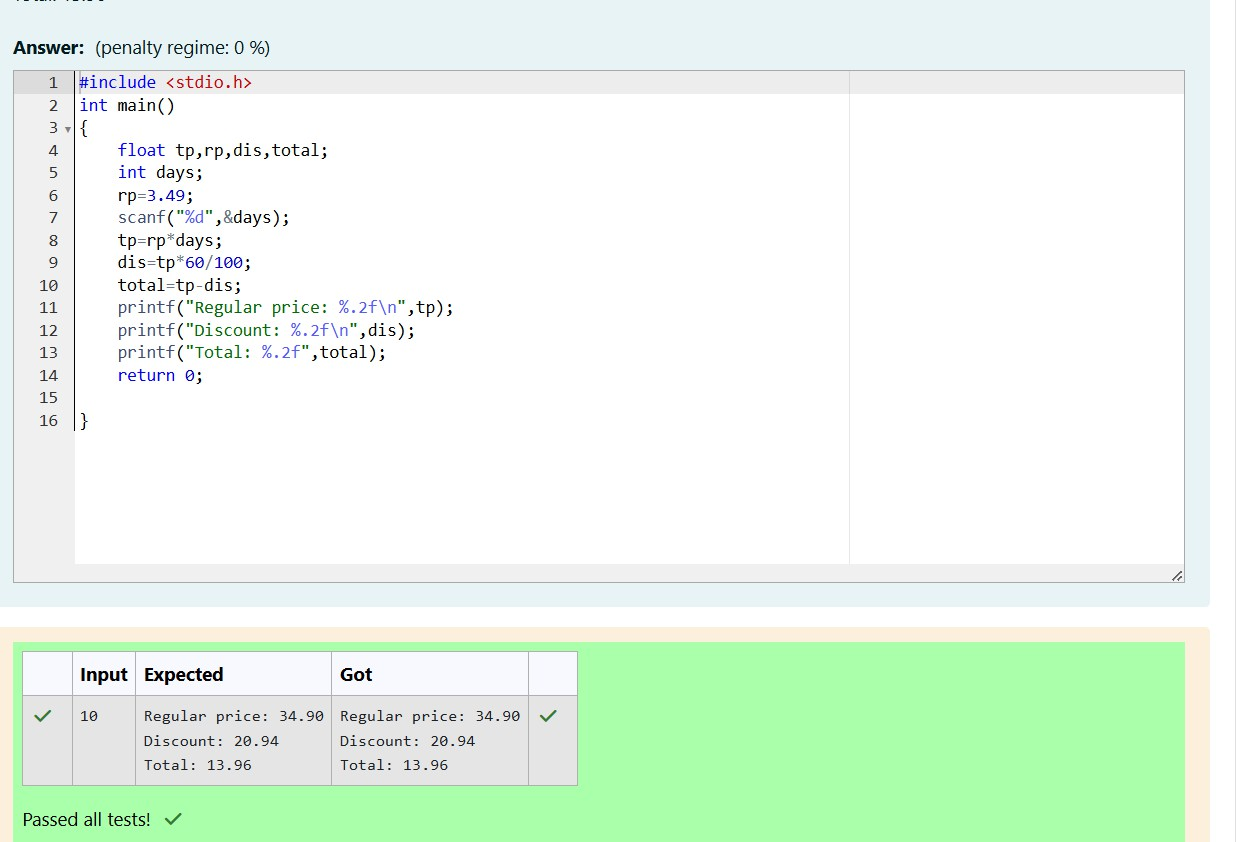 Answer: (penalty regime: 0 %)
1 #include <stdio.h>
2 int main()
3 {
4 float tp,rp,dis,total;
5 int days;
6 rp=3.49;
7 scanf("%d",&days);
8 tp=rp*days;
9 dis=tp*60/100;
10 total=tp-dis;
11 printf("Regular price: %.2f\n",tp);
12 printf("Discount: %.2f\n",dis);
13 printf("Total: %.2f",total);
14 return 0;
15
16 }
Input Expected Got
10 Regular price: 34.90 Regular price: 34.90
Discount: 20.94 Discount: 20.94
Total: 13.96 Total: 13.96
Passed all tests!